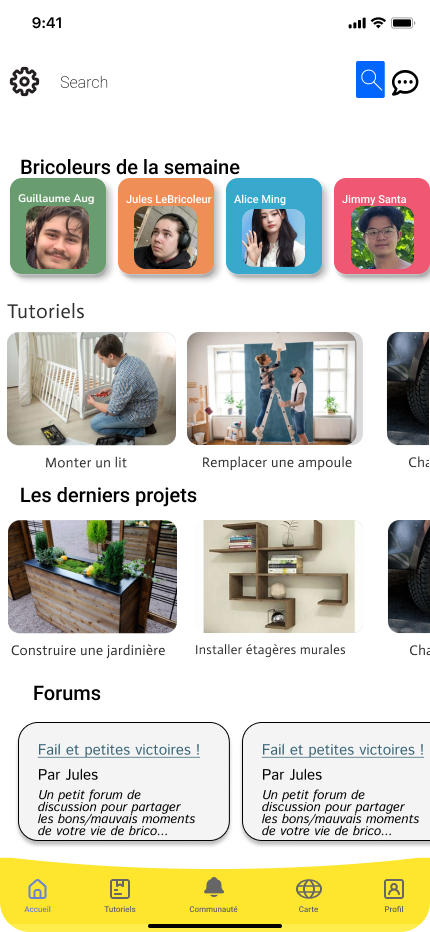 9:41
Search
Bricoleurs de la semaine
Guillaume Aug
Jules LeBricoleur
Alice Ming
Jimmy Santa
Tutoriels
Monter un lit
Remplacer une ampoule
Cha
Les derniers projets
Construire une jardinière
Installer étagères murales
Cha
Forums
Fail et petites victoires !
Par Jules
Un petit forum de
discussion pour partager
les bons/mauvais moments
de votre vie de brico...
Fail et petites victoires !
Par Jules
Un petit forum de
discussion pour partager
les bons/mauvais moments
de votre vie de brico...
Accueil
Tutoriels
Communauté
Carte
Profil